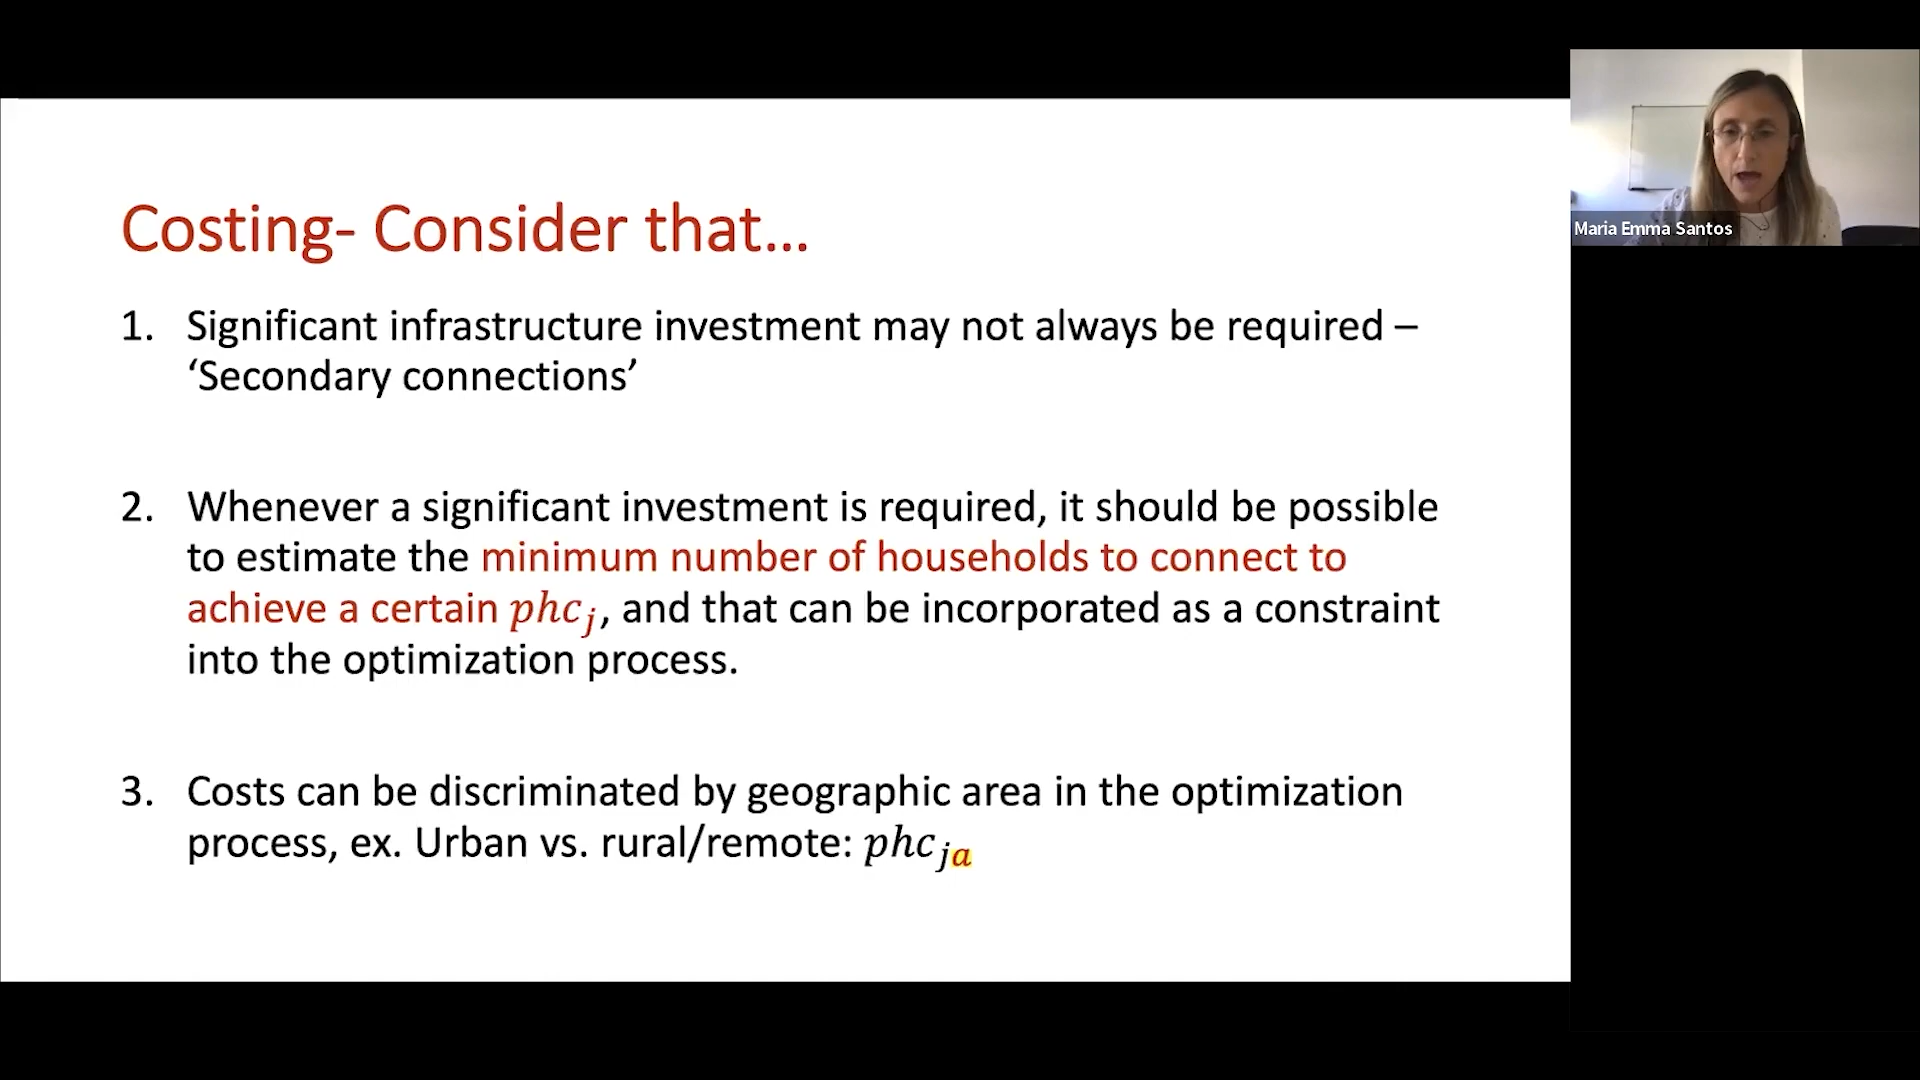 Costing- Consider that...
1. Significant infrastructure investment may not always be required –
‘Secondary connections’
2. Whenever a significant investment is required, it should be possible
to estimate the minimum number of households to connect to
achieve a certain phc_j, and that can be incorporated as a constraint
into the optimization process.
3. Costs can be discriminated by geographic area in the optimization
process, ex. Urban vs. rural/remote: phc_ja
Maria Emma Santos